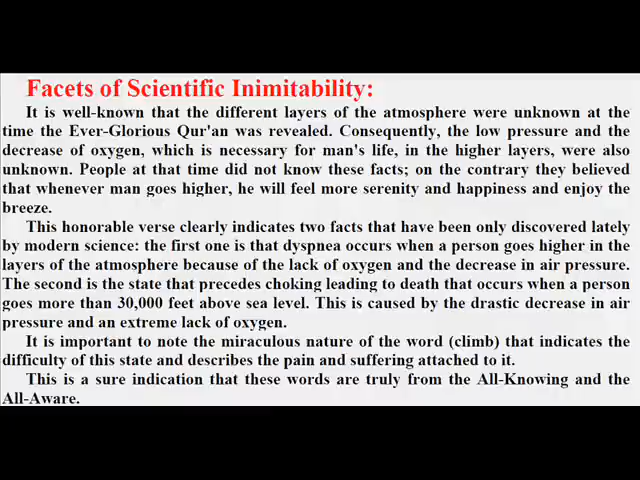 Facets of Scientific Inimitability:
It is well-known that the different layers of the atmosphere were unknown at the
time the Ever-Glorious Qur'an was revealed. Consequently, the low pressure and the
decrease of oxygen, which is necessary for man's life, in the higher layers, were also
unknown. People at that time did not know these facts; on the contrary they believed
that whenever man goes higher, he will feel more serenity and happiness and enjoy the
breeze.
This honorable verse clearly indicates two facts that have been only discovered lately
by modern science: the first one is that dyspnea occurs when a person goes higher in the
layers of the atmosphere because of the lack of oxygen and the decrease in air pressure.
The second is the state that precedes choking leading to death that occurs when a person
goes more than 30,000 feet above sea level. This is caused by the drastic decrease in air
pressure and an extreme lack of oxygen.
It is important to note the miraculous nature of the word (climb) that indicates the
difficulty of this state and describes the pain and suffering attached to it.
This is a sure indication that these words are truly from the All-Knowing and the
All-Aware.